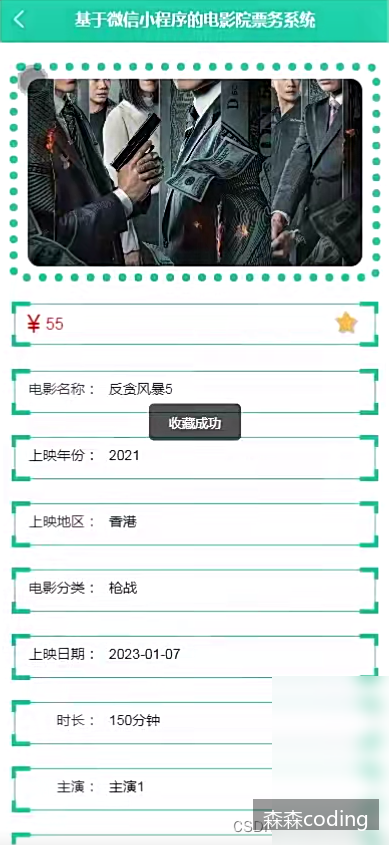 基于微信小程序的电影院票务系统
¥ 55
电影名称： 反贪风暴5
收藏成功
上映年份： 2021
上映地区： 香港
电影分类： 枪战
上映日期： 2023-01-07
时长： 150分钟
主演： 主演1
森森coding